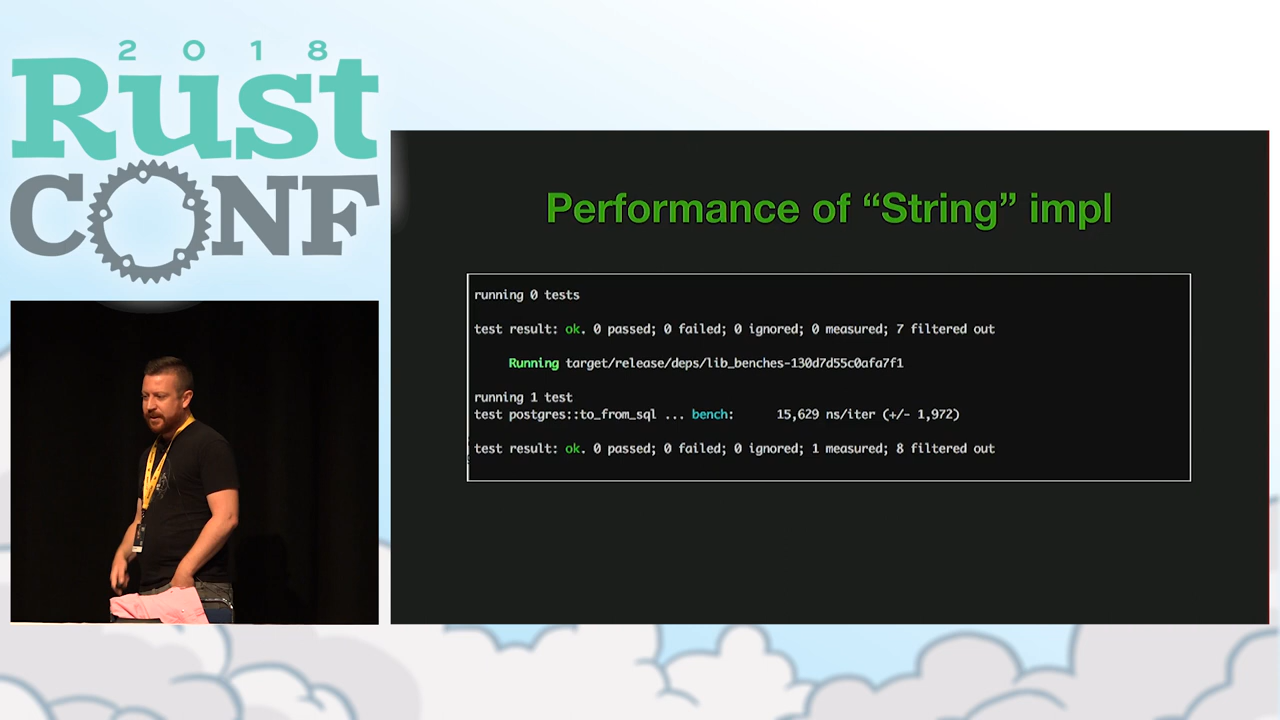 2018
Rust
CONF
Performance of “String” impl
running 0 tests
test result: ok. 0 passed; 0 failed; 0 ignored; 0 measured; 7 filtered out
Running target/release/deps/lib_benches-130d7d55c0afa7f1
running 1 test
test postgres::to_from_sql ... bench: 15,629 ns/iter (+/- 1,972)
test result: ok. 0 passed; 0 failed; 0 ignored; 1 measured; 8 filtered out